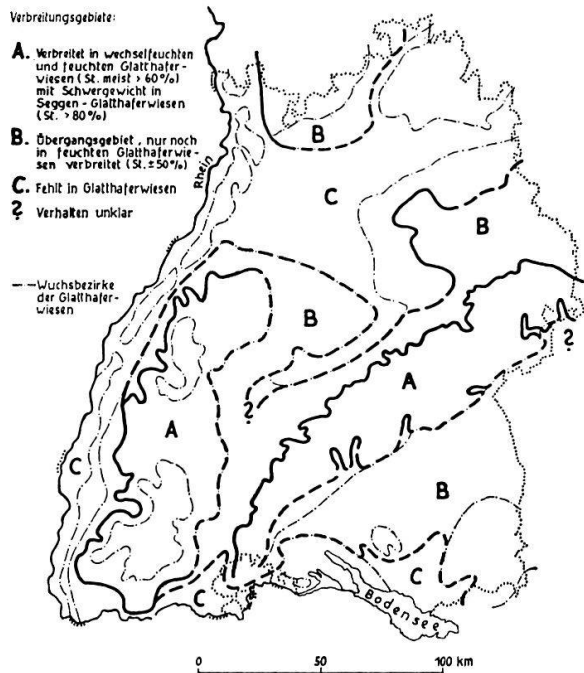 Verbreitungsgebiete:
A. Verbreitet in wechselfeuchten
und feuchten Glatthafer-
wiesen (St. meist > 60%)
mit Schwergewicht in
Seggen-Glatthaferwiesen
(St. > 80%)
B. Übergangsgebiet, nur noch
in feuchten Glatthaferwie-
sen verbreitet (St. ± 50%)
C. Fehlt in Glatthaferwiesen
? Verhalten unklar
Wuchsbezirke
der Glatthafer-
wiesen
Rhein
B
C
B
B
?
A
?
A
C
B
C
C
Bodensee
0 50 100 km